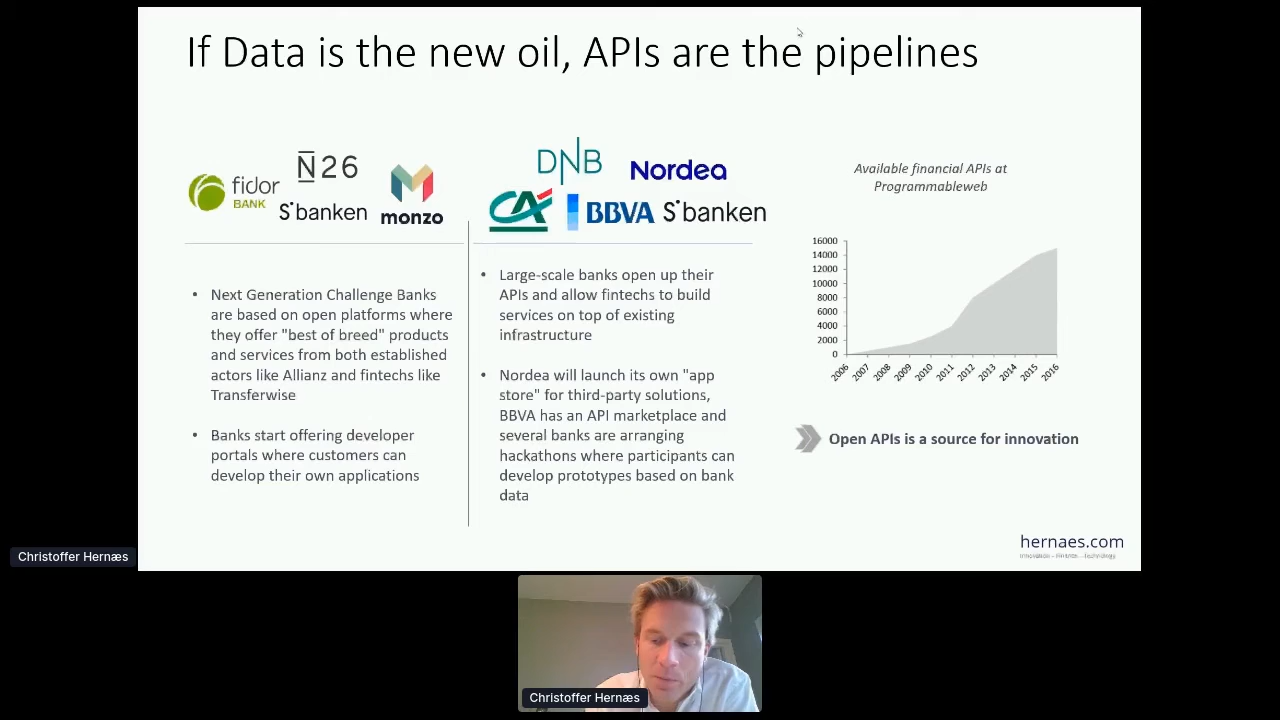 If Data is the new oil, APIs are the pipelines
fidor
BANK
N26
S'banken
monzo
DNB
Nordea
CA
BBVA
S'banken
Next Generation Challenge Banks
are based on open platforms where
they offer "best of breed" products
and services from both established
actors like Allianz and fintechs like
Transferwise
Banks start offering developer
portals where customers can
develop their own applications
Large-scale banks open up their
APIs and allow fintechs to build
services on top of existing
infrastructure
Nordea will launch its own "app
store" for third-party solutions,
BBVA has an API marketplace and
several banks are arranging
hackathons where participants can
develop prototypes based on bank
data
Available financial APIs at
Programmableweb
16000
14000
12000
10000
8000
6000
4000
2000
0
2006
2007
2008
2009
2010
2011
2012
2013
2014
2015
2016
Open APIs is a source for innovation
hernaes.com
Christoffer Hernæs
Christoffer Hernæs